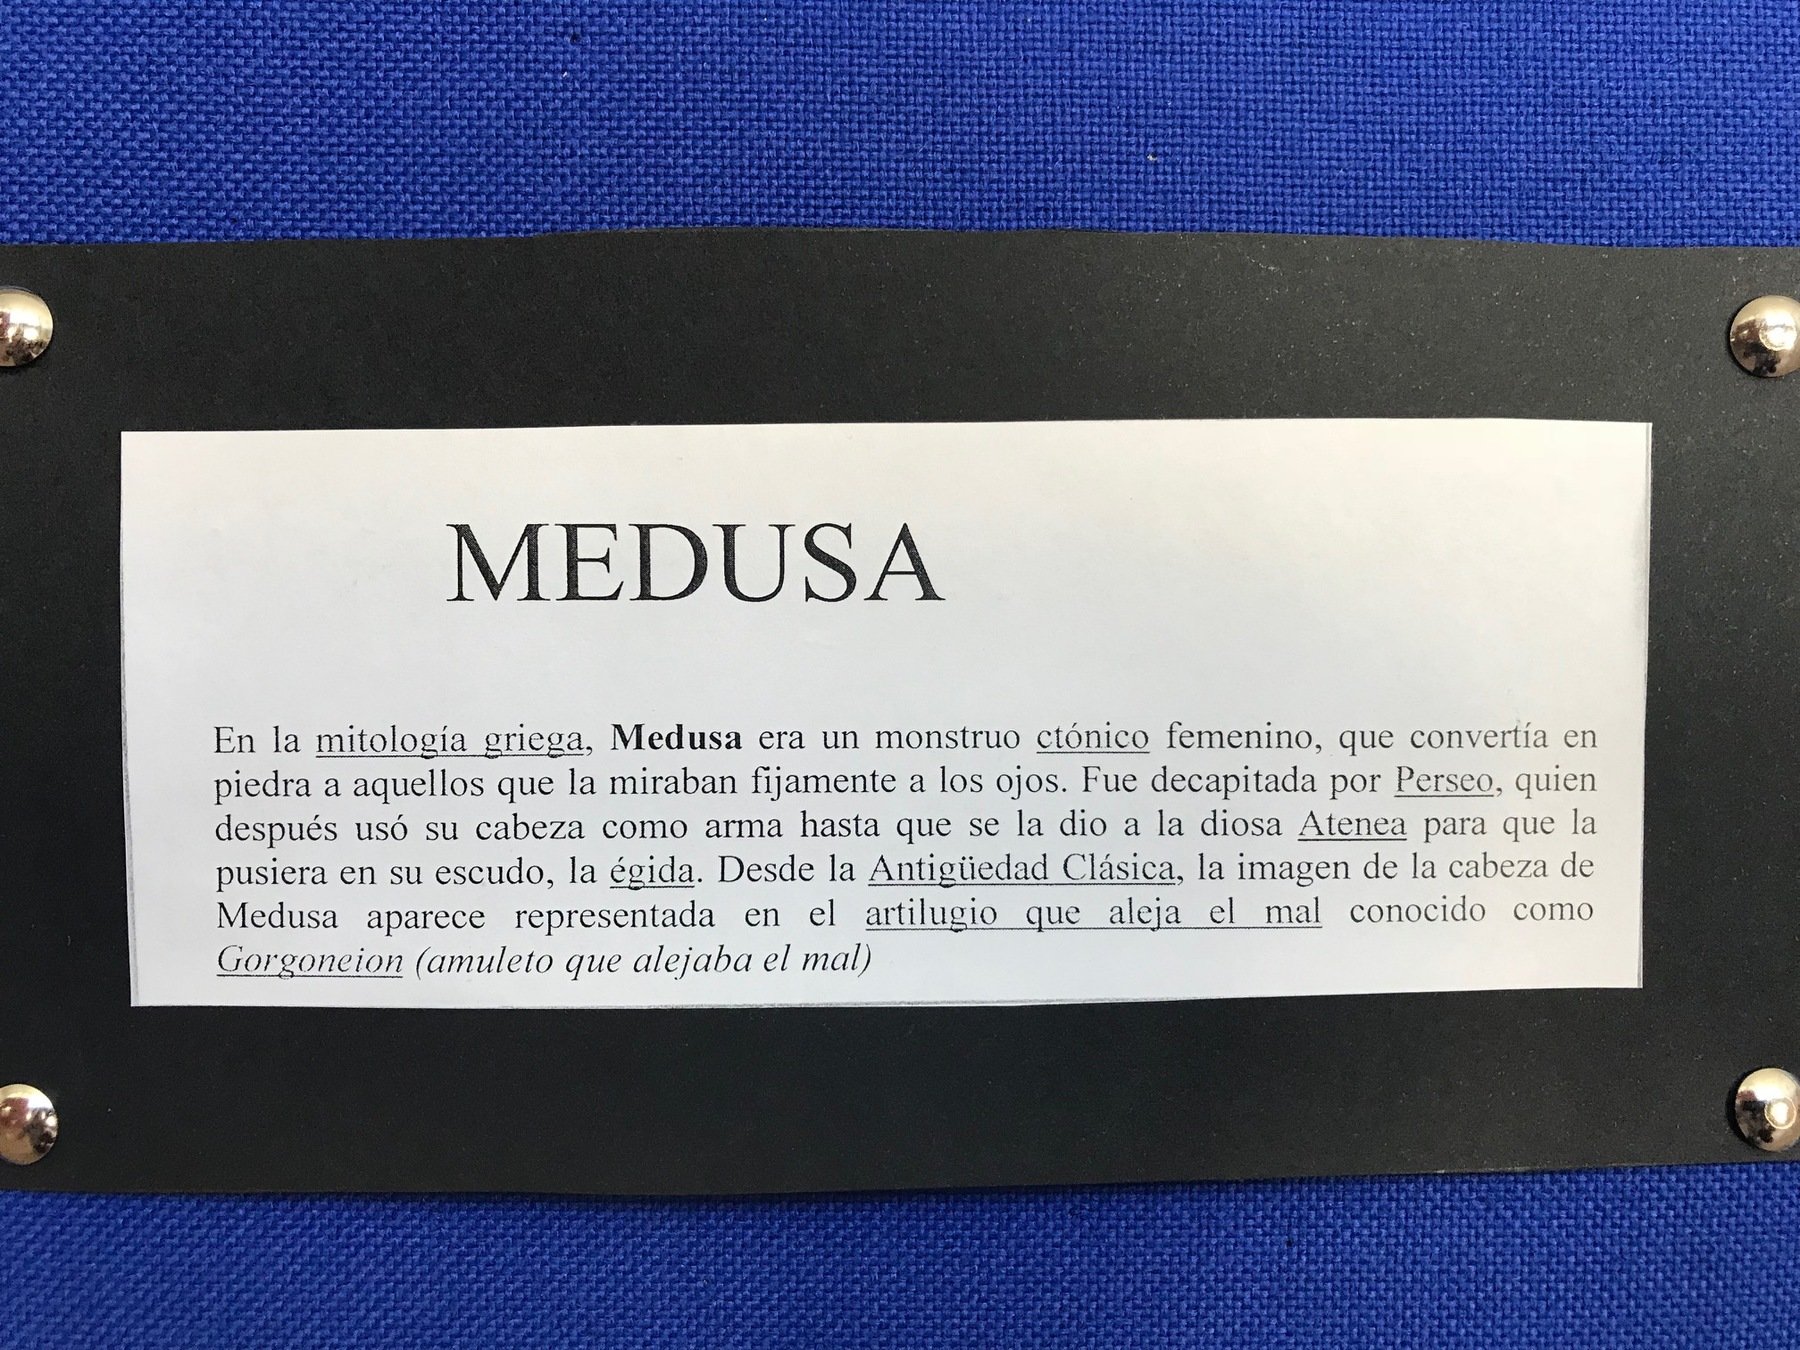 MEDUSA
En la mitología griega, Medusa era un monstruo ctónico femenino, que convertía en
piedra a aquellos que la miraban fijamente a los ojos. Fue decapitada por Perseo, quien
después usó su cabeza como arma hasta que se la dio a la diosa Atenea para que la
pusiera en su escudo, la égida. Desde la Antigüedad Clásica, la imagen de la cabeza de
Medusa aparece representada en el artilugio que aleja el mal conocido como
Gorgoneion (amuleto que alejaba el mal)